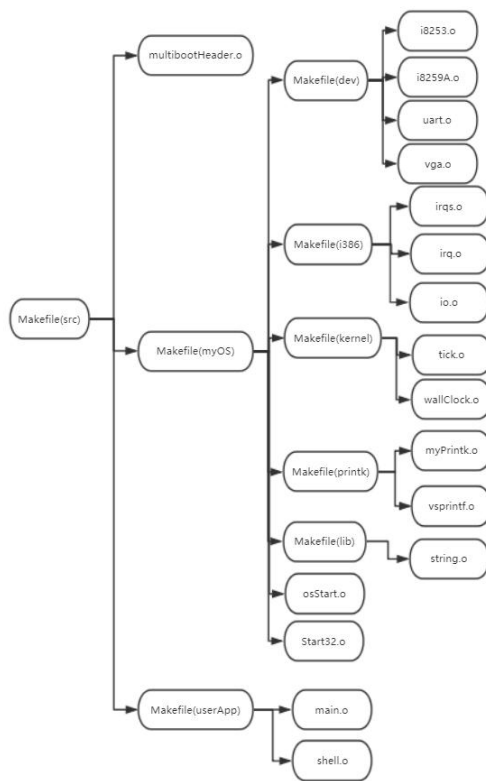 Makefile(src)
multibootHeader.o
Makefile(myOS)
Makefile(dev)
i8253.o
i8259A.o
uart.o
vga.o
Makefile(i386)
irqs.o
irq.o
io.o
Makefile(kernel)
tick.o
wallClock.o
Makefile(printk)
myPrintk.o
vsprintf.o
Makefile(lib)
string.o
osStart.o
Start32.o
Makefile(userApp)
main.o
shell.o